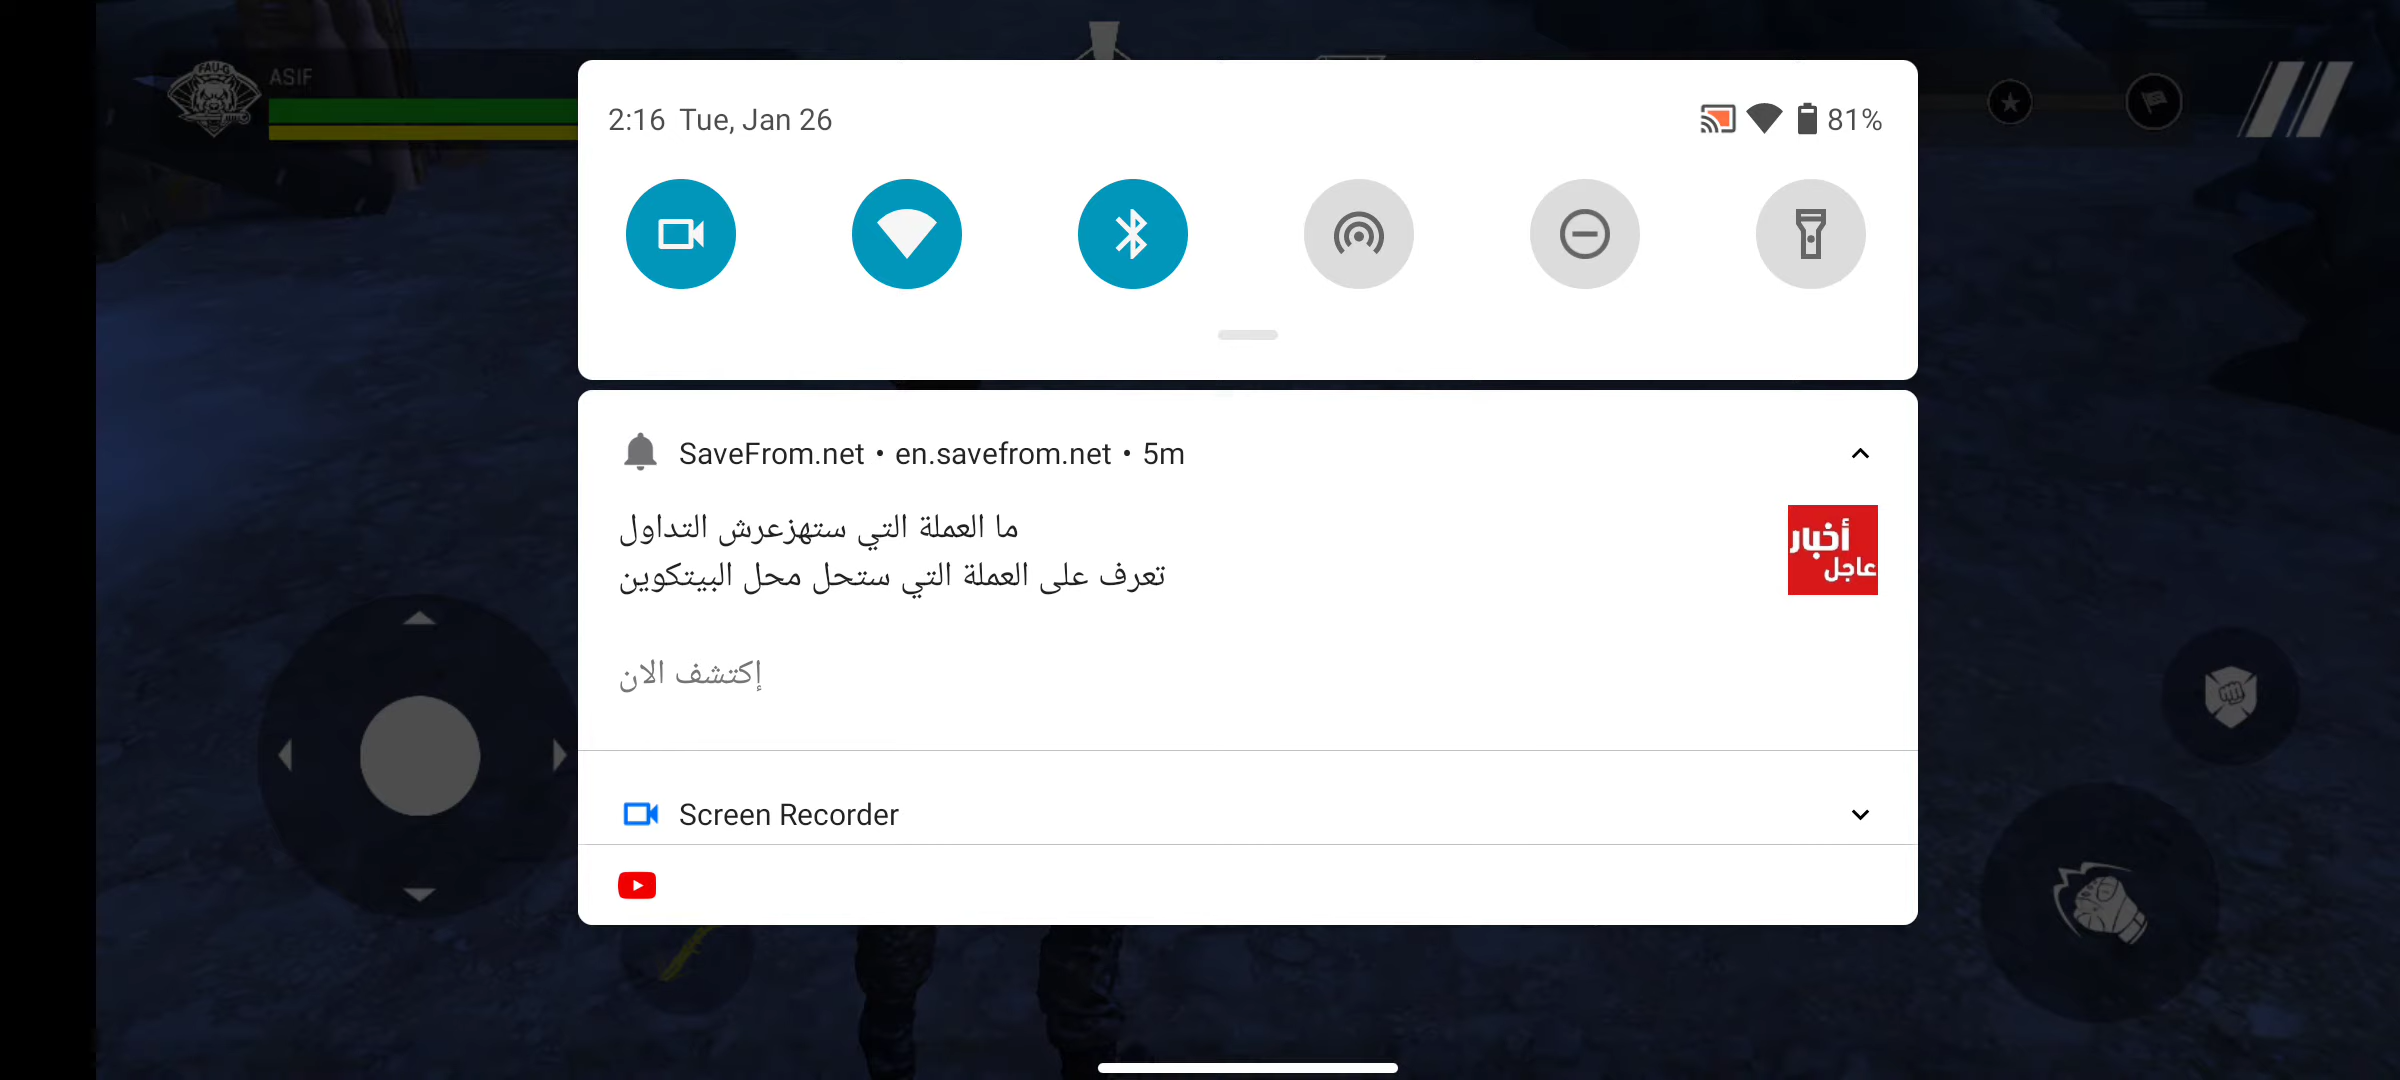 FAU-G
ASIF
2:16 Tue, Jan 26
81%
SaveFrom.net • en.savefrom.net • 5m
ما العملة التي ستهزعرش التداول
تعرف على العملة التي ستحل محل البيتكوين
أخبار
عاجل
إكتشف الان
Screen Recorder